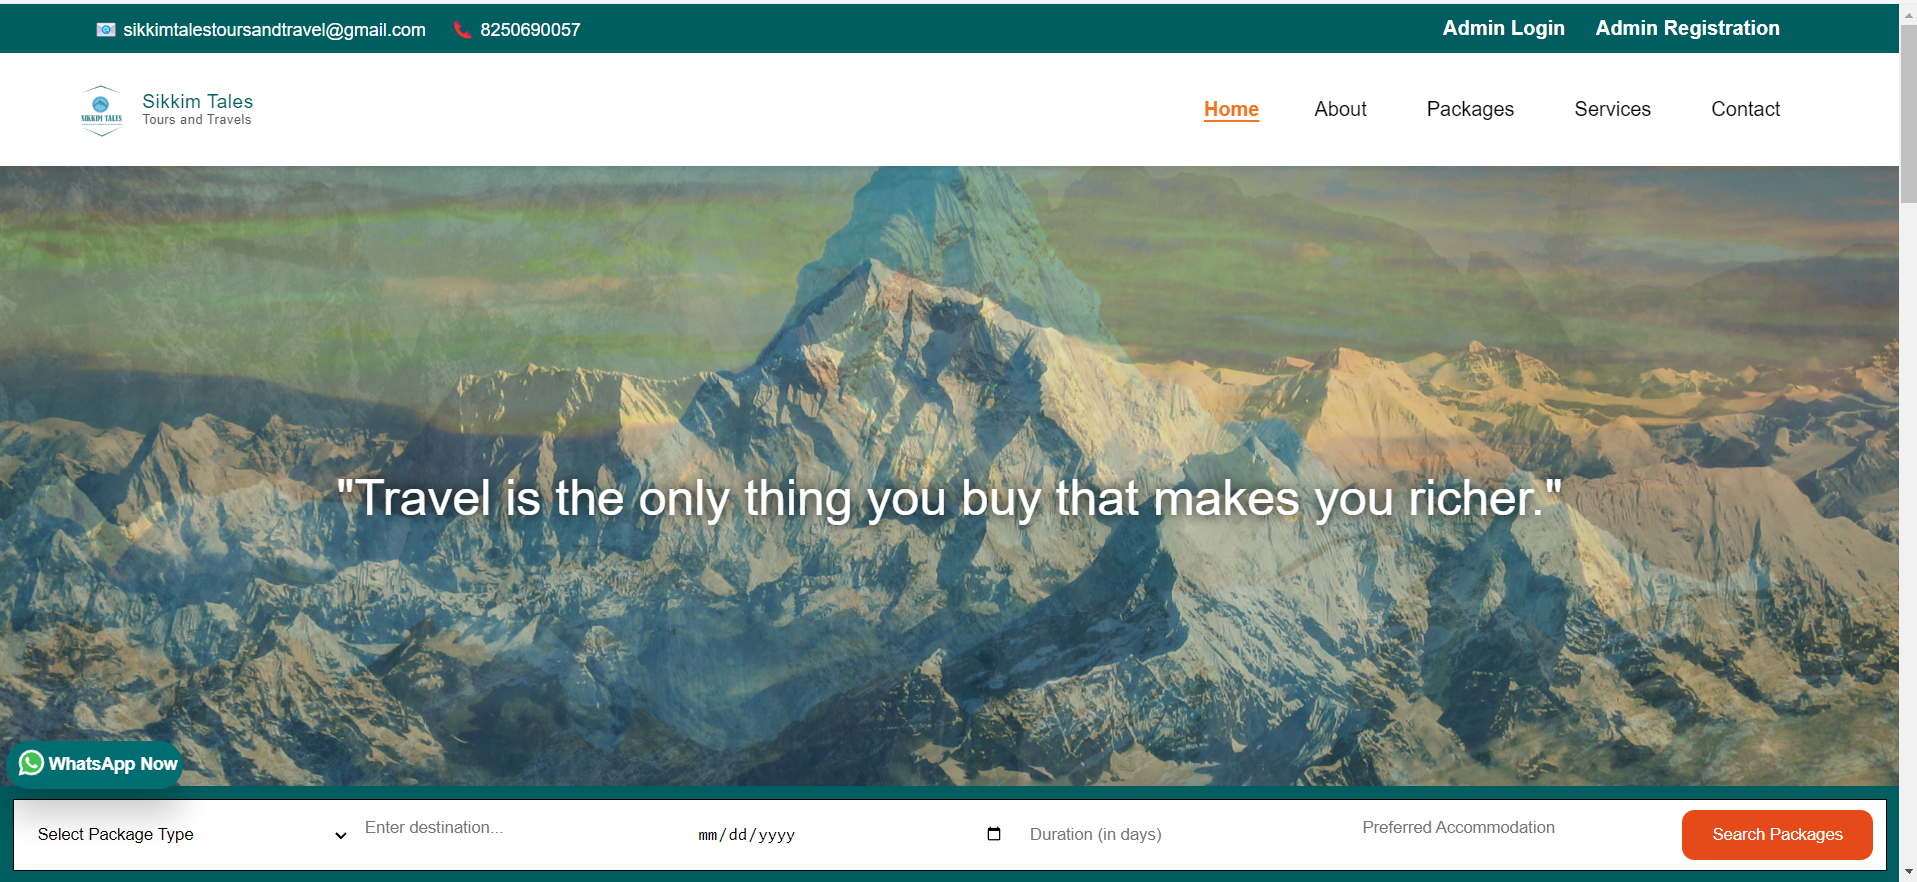 sikkimtalestoursandtravel@gmail.com 8250690057 Admin Login Admin Registration
SIKKIM TALES
Sikkim Tales
Tours and Travels
Home About Packages Services Contact
"Travel is the only thing you buy that makes you richer."
WhatsApp Now
Select Package Type Enter destination... mm/dd/yyyy Duration (in days) Preferred Accommodation Search Packages